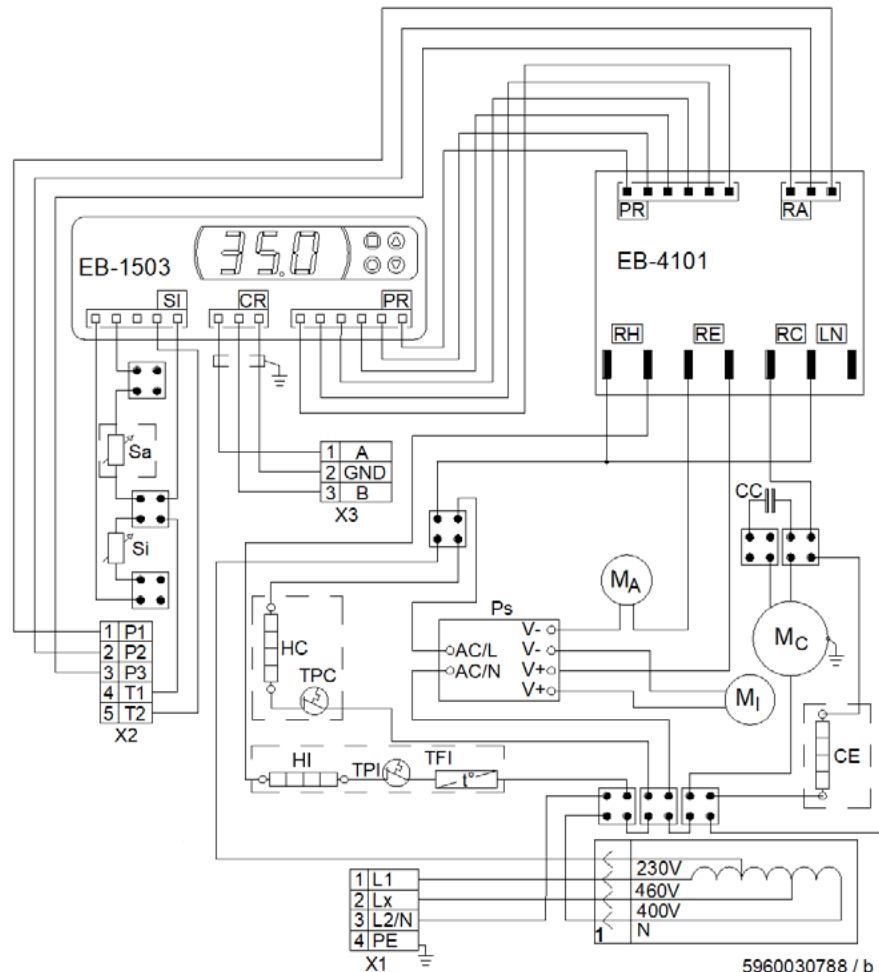 PR RA
35.0
EB-1503
EB-4101
SI CR PR
RH RE RC LN
Sa
1 A
2 GND
3 B
X3
CC
Si
MA
Ps
V-
AC/L V-
AC/N V+
V+
MC
MI
HC
TPC
1 P1
2 P2
3 P3
4 T1
5 T2
X2
HI TPI TFI
t°
CE
230V
460V
400V
N
1
1 L1
2 Lx
3 L2/N
4 PE
X1
5960030788 / b